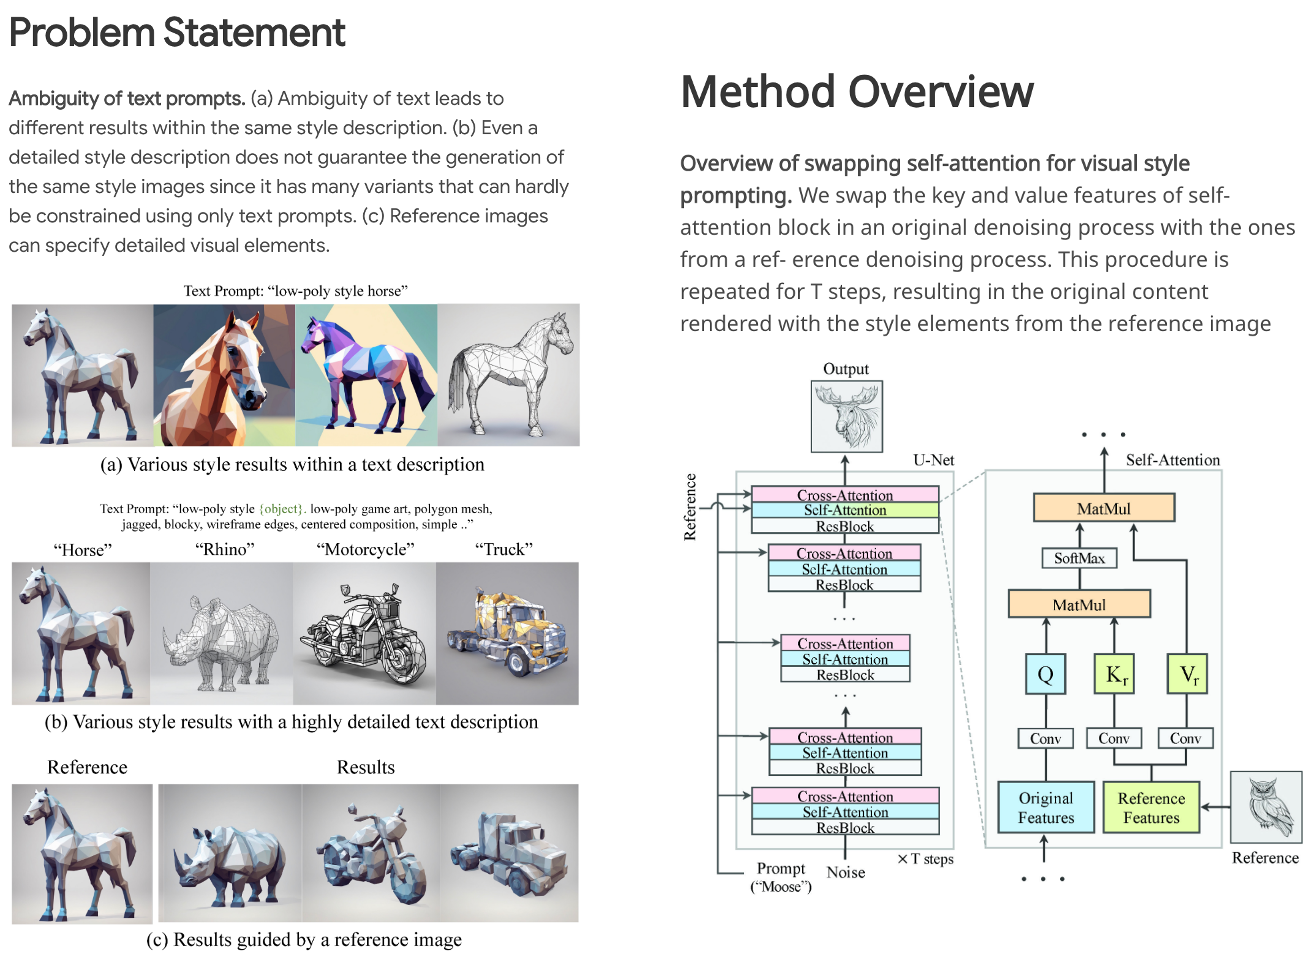 Problem Statement
Ambiguity of text prompts. (a) Ambiguity of text leads to
different results within the same style description. (b) Even a
detailed style description does not guarantee the generation of
the same style images since it has many variants that can hardly
be constrained using only text prompts. (c) Reference images
can specify detailed visual elements.
Text Prompt: “low-poly style horse”
(a) Various style results within a text description
Text Prompt: “low-poly style {object}. low-poly game art, polygon mesh,
jagged, blocky, wireframe edges, centered composition, simple ..”
“Horse” “Rhino” “Motorcycle” “Truck”
(b) Various style results with a highly detailed text description
Reference Results
(c) Results guided by a reference image
Method Overview
Overview of swapping self-attention for visual style
prompting. We swap the key and value features of self-
attention block in an original denoising process with the ones
from a ref- erence denoising process. This procedure is
repeated for T steps, resulting in the original content
rendered with the style elements from the reference image
Output
U-Net
Reference
Cross-Attention
Self-Attention
ResBlock
Cross-Attention
Self-Attention
ResBlock
. . .
Cross-Attention
Self-Attention
ResBlock
. . .
Cross-Attention
Self-Attention
ResBlock
Cross-Attention
Self-Attention
ResBlock
× T steps
Prompt
(“Moose”)
Noise
. . .
Self-Attention
MatMul
SoftMax
MatMul
Q Kr Vr
Conv Conv Conv
Original
Features
Reference
Features
Reference
. . .